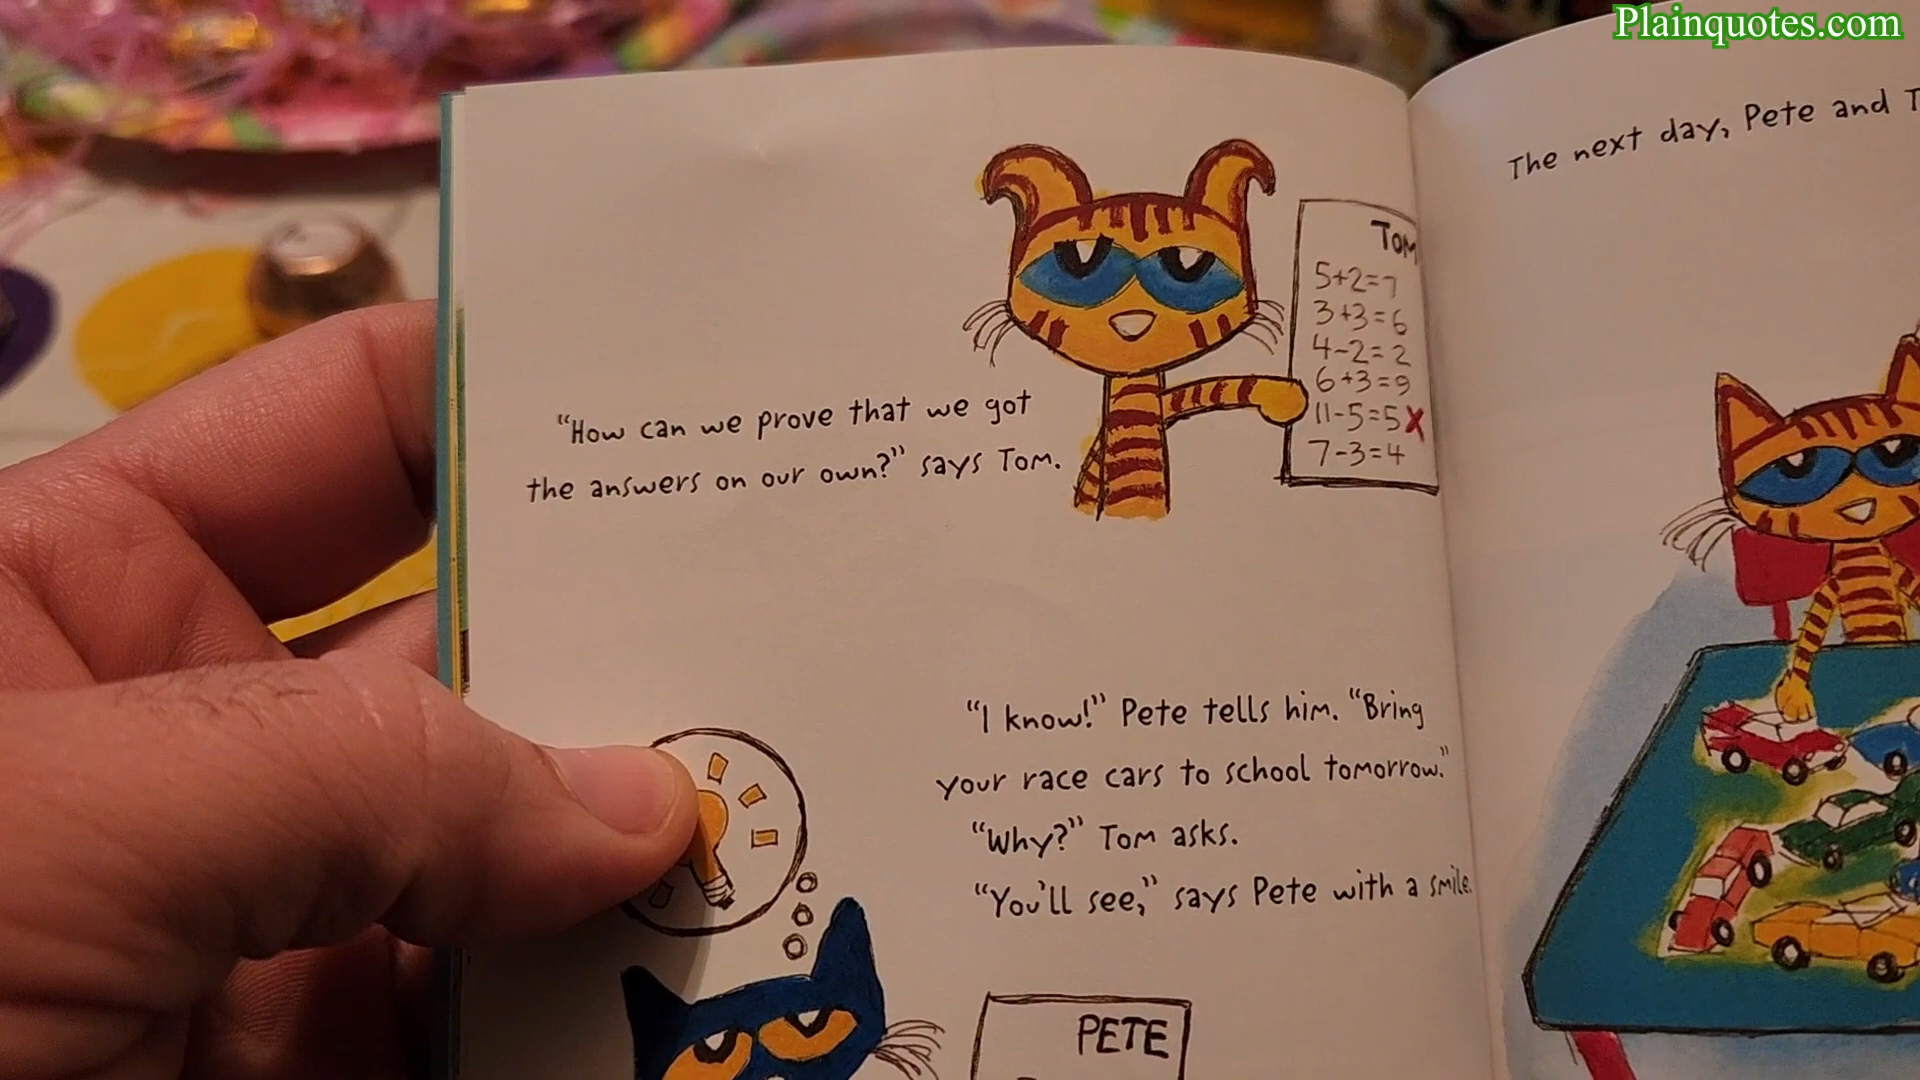 Plainquotes.com
TOM
5+2=7
3+3=6
4-2=2
6+3=9
11-5=5X
7-3=4
"How can we prove that we got
the answers on our own?" says Tom.
"I know!" Pete tells him. "Bring
your race cars to school tomorrow."
"Why?" Tom asks.
"You'll see," says Pete with a smile.
PETE
The next day, Pete and